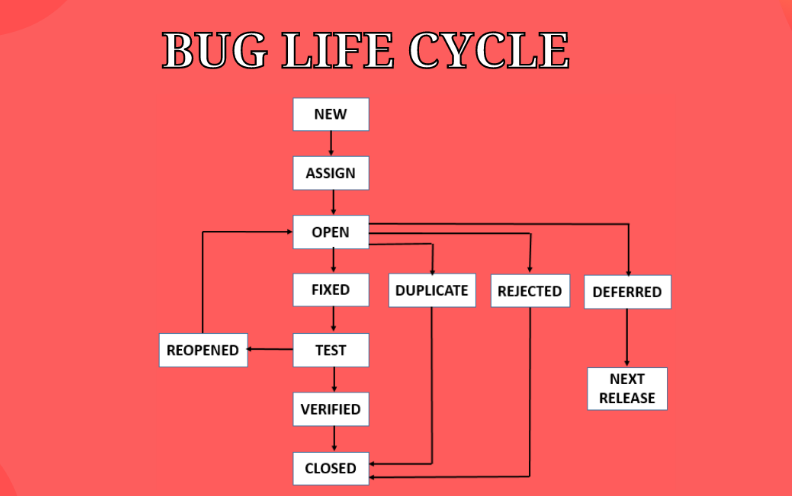 BUG LIFE CYCLE
NEW
ASSIGN
OPEN
FIXED
DUPLICATE
REJECTED
DEFERRED
REOPENED
TEST
NEXT
RELEASE
VERIFIED
CLOSED